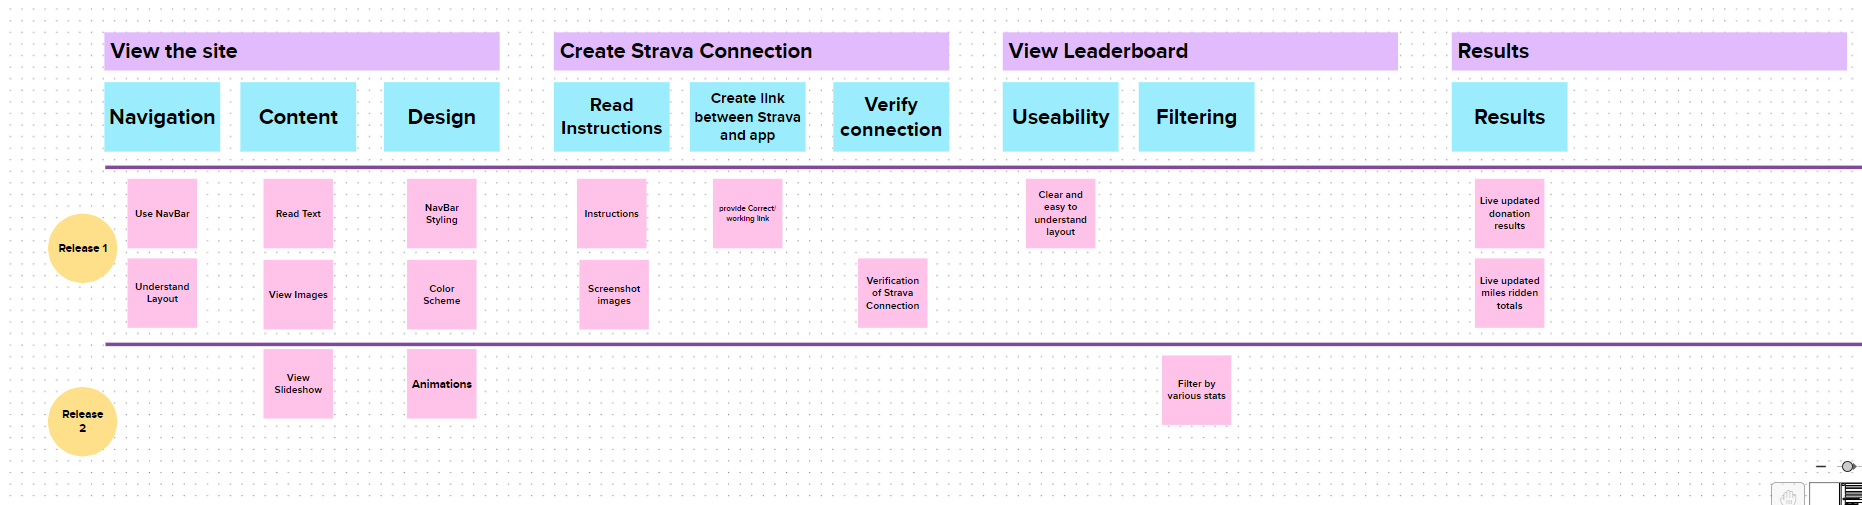 View the site
Create Strava Connection
View Leaderboard
Results
Navigation
Content
Design
Read
Instructions
Create link
between Strava
and app
Verify
connection
Useability
Filtering
Results
Release 1
Use NavBar
Read Text
NavBar
Styling
Instructions
provide Correct/
working link
Clear and
easy to
understand
layout
Live updated
donation
results
Understand
Layout
View Images
Color
Scheme
Screenshot
images
Verification
of Strava
Connection
Live updated
miles ridden
totals
Release
2
View
Slideshow
Animations
Filter by
various stats